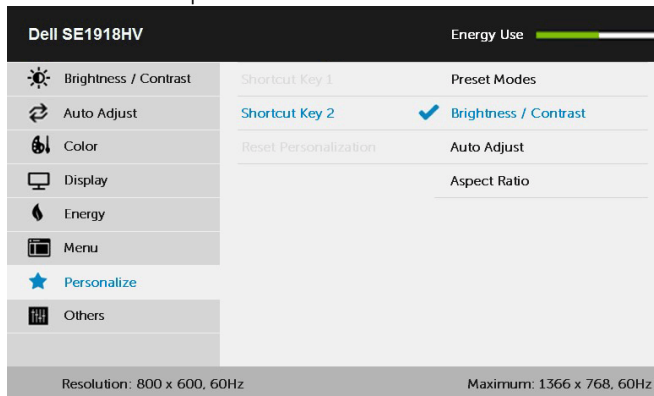 Dell SE1918HV
Energy Use
Brightness / Contrast
Shortcut Key 1
Preset Modes
Auto Adjust
Shortcut Key 2
Brightness / Contrast
Color
Reset Personalization
Auto Adjust
Display
Aspect Ratio
Energy
Menu
Personalize
Others
Resolution: 800 x 600, 60Hz
Maximum: 1366 x 768, 60Hz